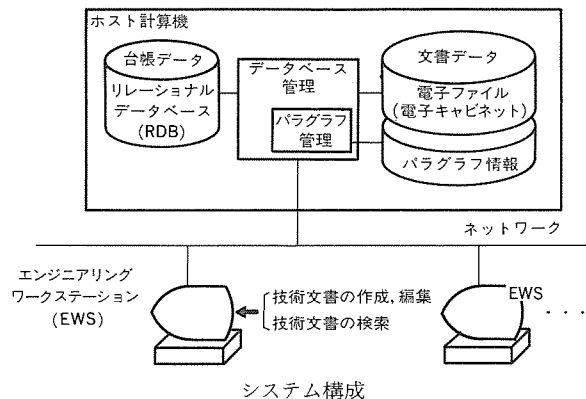 ホスト計算機
台帳データ
リレーショナル
データベース
(RDB)
データベース
管理
パラグラフ
管理
文書データ
電子ファイル
(電子キャビネット)
パラグラフ情報
ネットワーク
エンジニアリング
ワークステーション
(EWS)
技術文書の作成,編集
技術文書の検索
EWS
・・・
システム構成